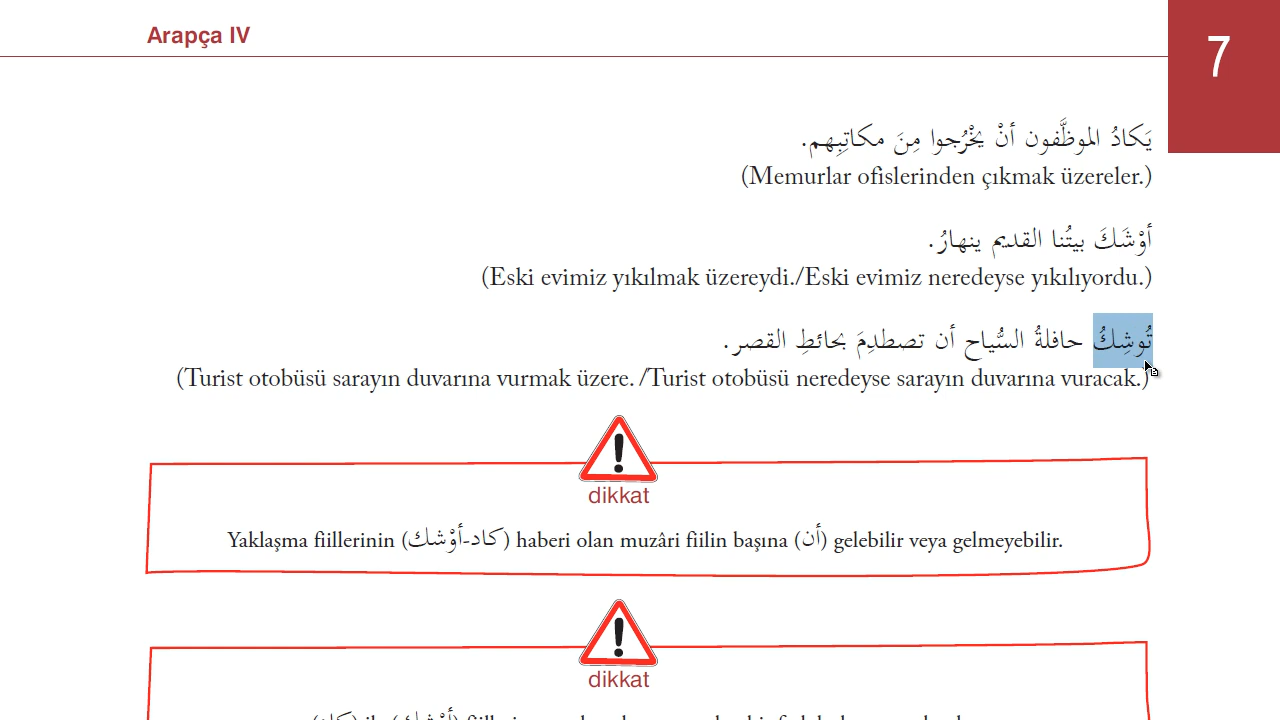 Arapça IV
7
يَكادُ الموظَّفون أنْ يخْرُجوا مِنَ مكاتِبِهم.
(Memurlar ofislerinden çıkmak üzereler.)
أوْشَكَ بيتُنا القديم ينهارُ.
(Eski evimiz yıkılmak üzereydi./Eski evimiz neredeyse yıkılıyordu.)
تُوشِكُ حافلةُ السُّياح أن تصطدِمَ بحائطِ القصر.
(Turist otobüsü sarayın duvarına vurmak üzere. /Turist otobüsü neredeyse sarayın duvarına vuracak.)
dikkat
Yaklaşma fiillerinin (كاد-أوْشك) haberi olan muzâri fiilin başına (أن) gelebilir veya gelmeyebilir.
dikkat